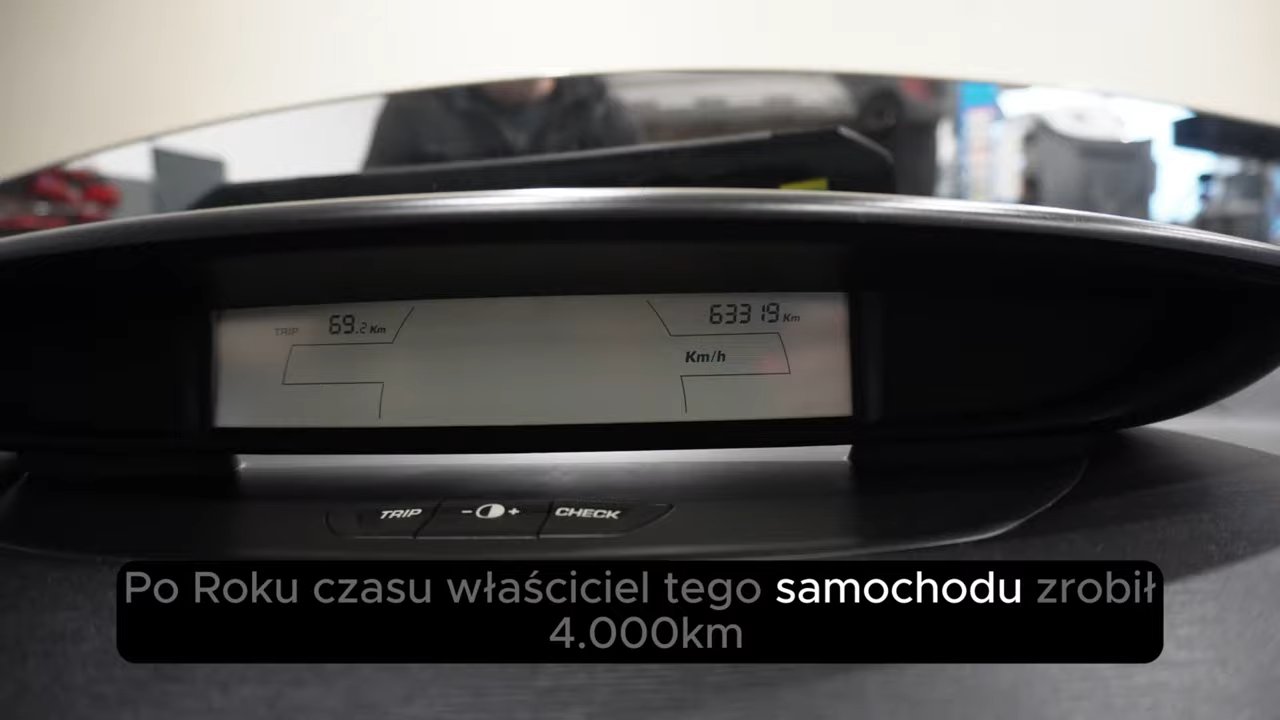 TRIP 69.2 Km 63319 Km
Km/h
TRIP - + CHECK
Po Roku czasu właściciel tego samochodu zrobił
4.000km